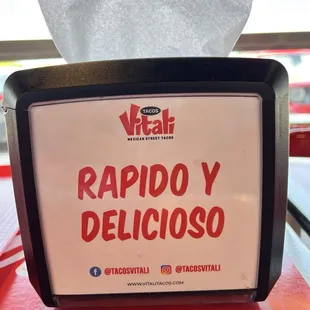 TACOS
Vitali
MEXICAN STREET TACOS
RAPIDO Y
DELICIOSO
@TACOSVITALI @TACOSVITALI
WWW.VITALITACOS.COM